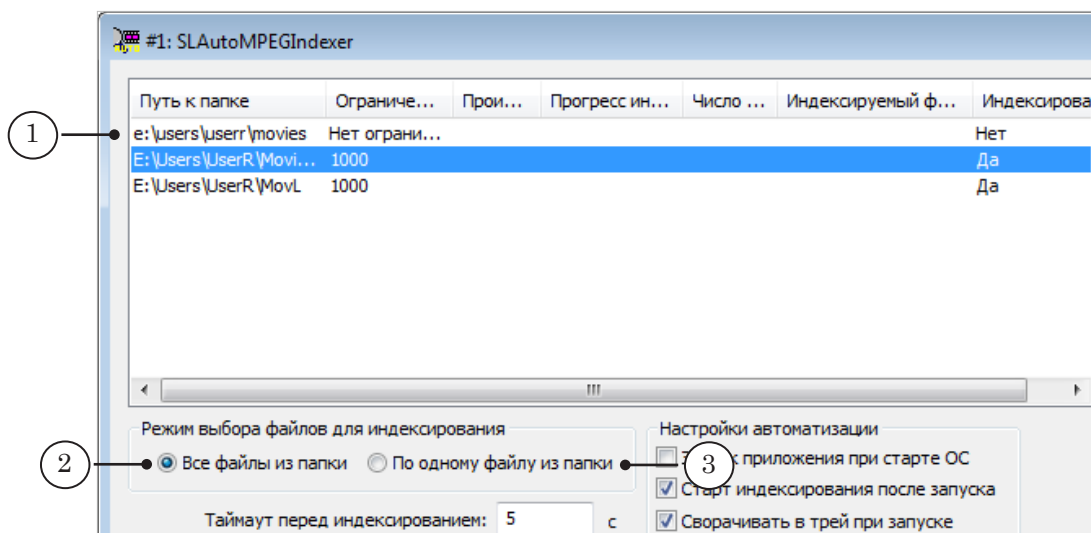 #1: SLAutoMPEGIndexer
Путь к папке Ограниче... Прои... Прогресс ин... Число ... Индексируемый ф... Индексирова
1
e:\users\userr\movies Нет ограни... Нет
E:\Users\UserR\Movi... 1000 Да
E:\Users\UserR\MovL 1000 Да
Режим выбора файлов для индексирования Настройки автоматизации
2 Все файлы из папки По одному файлу из папки 3 приложения при старте ОС
Старт индексирования после запуска
Таймаут перед индексированием: 5 с Сворачивать в трей при запуске